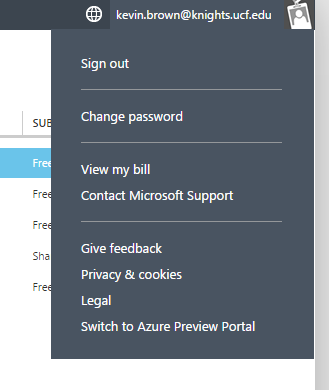 kevin.brown@knights.ucf.edu
Sign out
SUB
Change password
Free
View my bill
Free
Contact Microsoft Support
Free
Give feedback
Sha
Privacy & cookies
Free
Legal
Switch to Azure Preview Portal